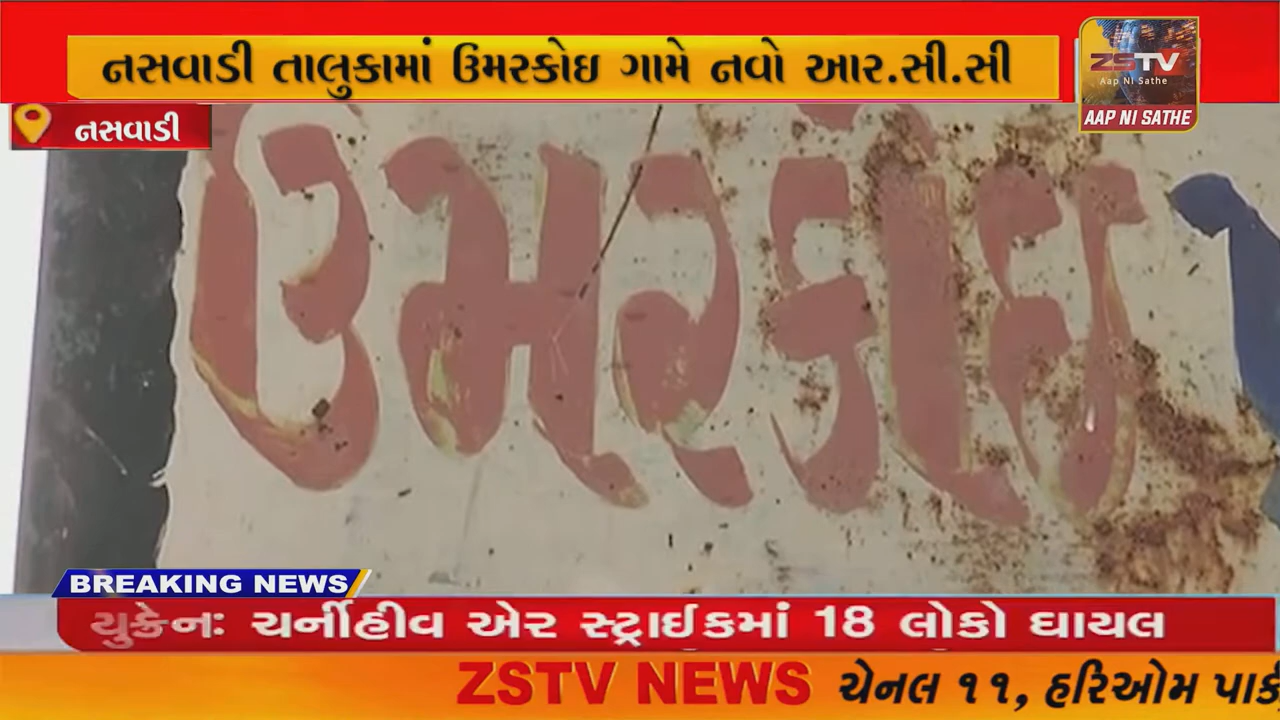 નસવાડી તાલુકામાં ઉમરકોઇ ગામે નવો આર.સી.સી
ZSTV
Aap Ni Sathe
AAP NI SATHE
નસવાડી
ઉમરકોઇ
BREAKING NEWS
યુક્રેનઃ ચર્નીહીવ એર સ્ટ્રાઈકમાં 18 લોકો ઘાયલ
ZSTV NEWS ચેનલ ૧૧, હરિઓમ પાર્ક,